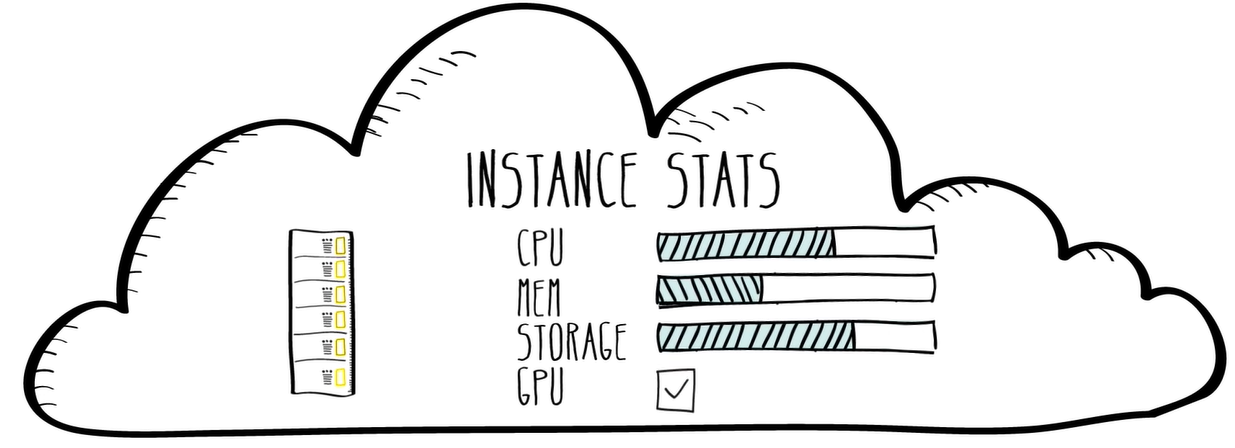 INSTANCE STATS
CPU
MEM
STORAGE
GPU